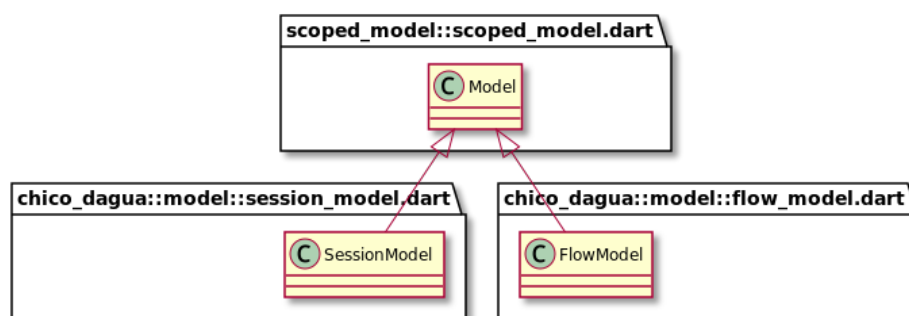 scoped_model::scoped_model.dart
C Model
chico_dagua::model::session_model.dart
chico_dagua::model::flow_model.dart
C SessionModel
C FlowModel